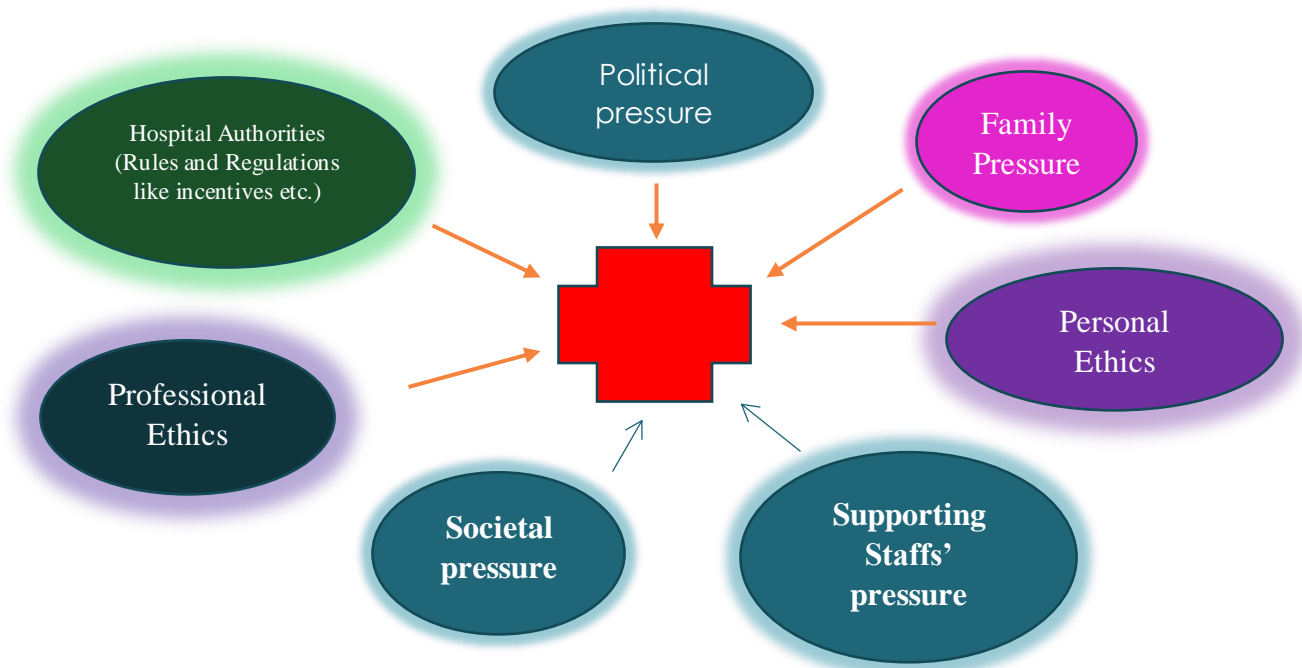 Political
pressure
Hospital Authorities
(Rules and Regulations
like incentives etc.)
Family
Pressure
Personal
Ethics
Professional
Ethics
Societal
pressure
Supporting
Staffs’
pressure